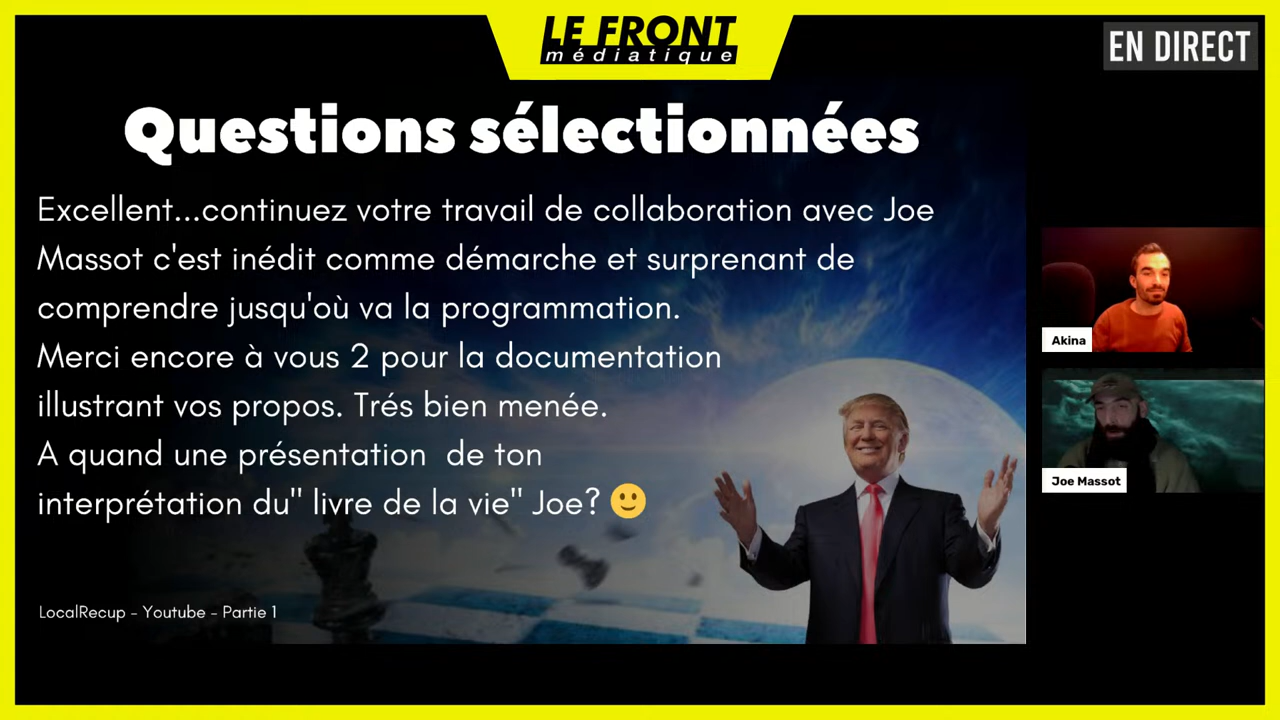 LE FRONT
médiatique
EN DIRECT
Questions sélectionnées
Excellent...continuez votre travail de collaboration avec Joe
Massot c'est inédit comme démarche et surprenant de
comprendre jusqu'où va la programmation.
Merci encore à vous 2 pour la documentation
illustrant vos propos. Trés bien menée.
A quand une présentation  de ton
interprétation du" livre de la vie" Joe? 🙂
LocalRecup - Youtube - Partie 1
Akina
Joe Massot